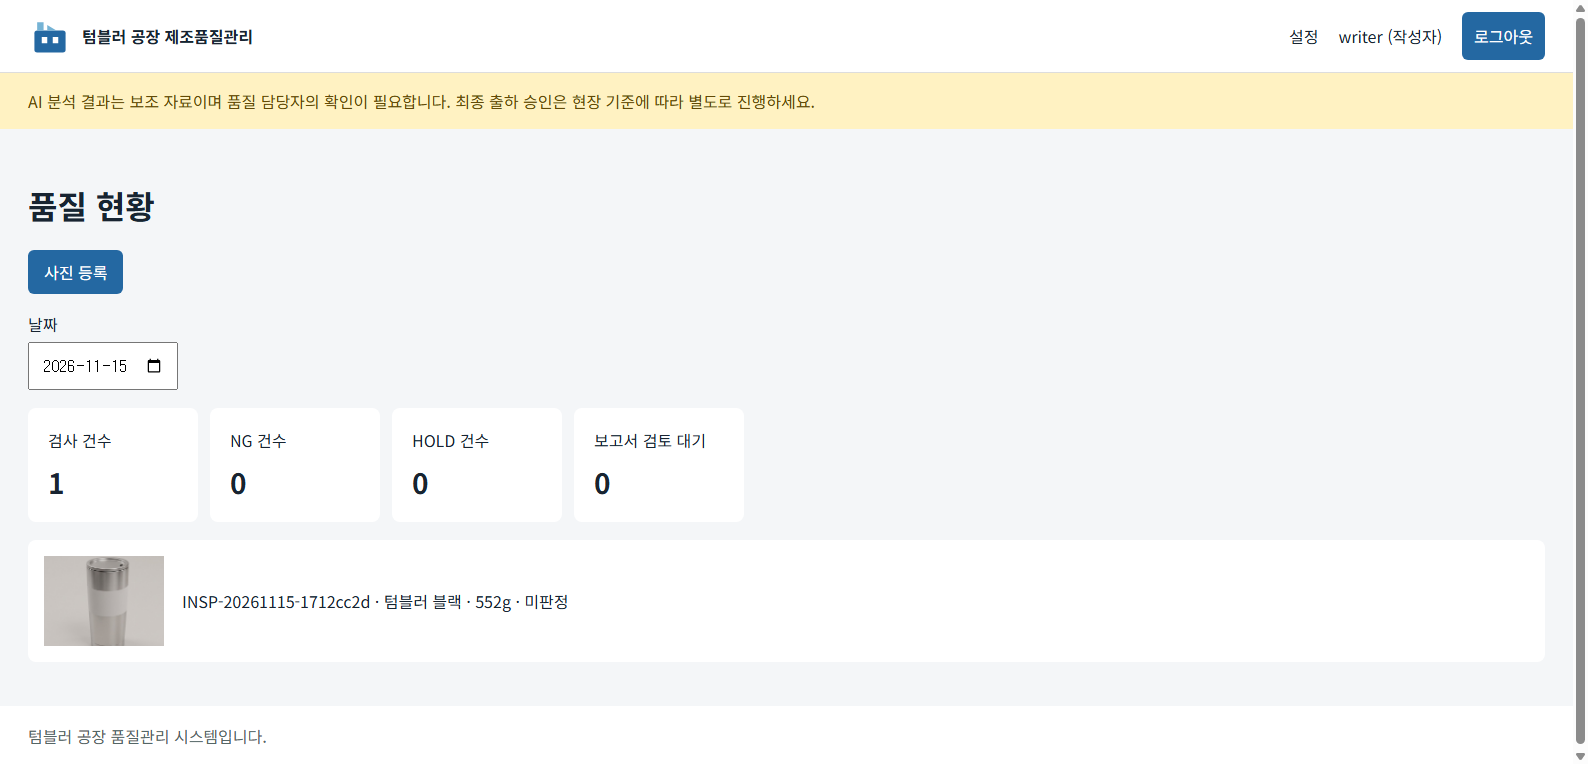 텀블러 공장 제조품질관리
설정 writer (작성자) 로그아웃
AI 분석 결과는 보조 자료이며 품질 담당자의 확인이 필요합니다. 최종 출하 승인은 현장 기준에 따라 별도로 진행하세요.
품질 현황
사진 등록
날짜
2026-11-15
검사 건수
1
NG 건수
0
HOLD 건수
0
보고서 검토 대기
0
INSP-20261115-1712cc2d · 텀블러 블랙 · 552g · 미판정
텀블러 공장 품질관리 시스템입니다.